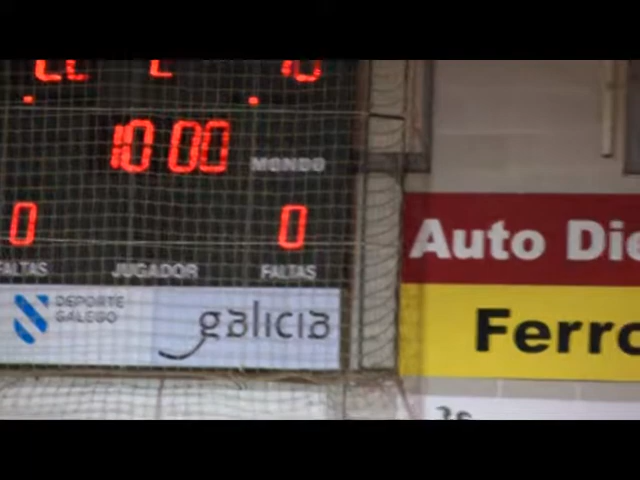 10 00
MONDO
0
0
FALTAS
JUGADOR
FALTAS
DEPORTE
GALEGO
galicia
Auto Die
Ferro